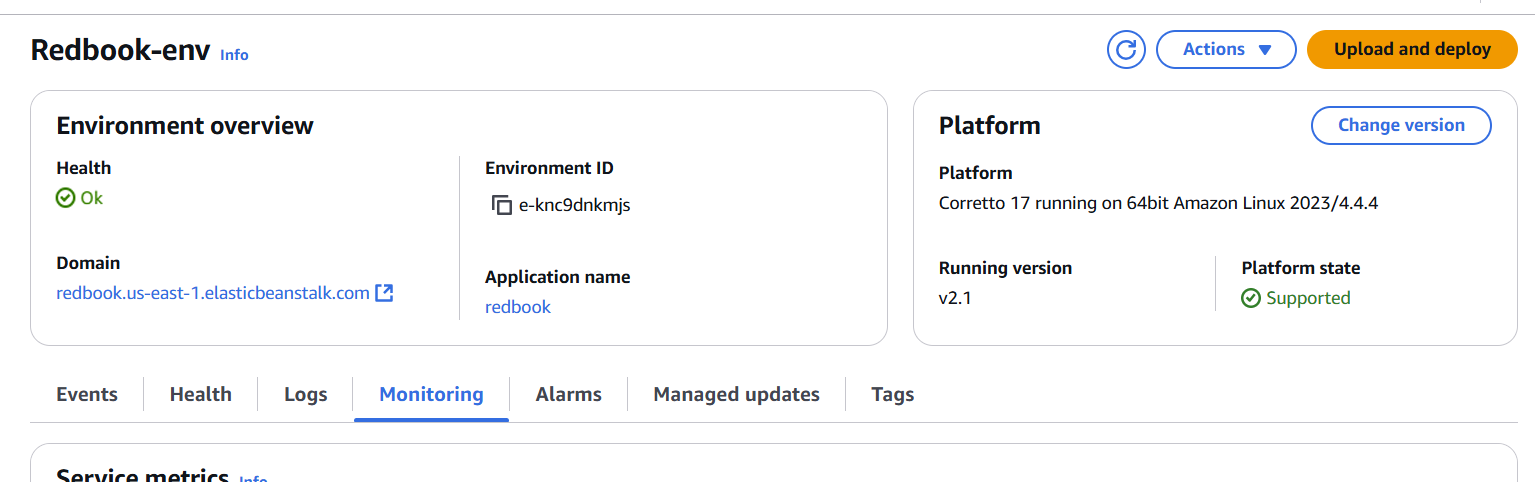 Redbook-env Info
Actions
Upload and deploy
Environment overview
Health
Ok
Domain
redbook.us-east-1.elasticbeanstalk.com
Environment ID
e-knc9dnkmjs
Application name
redbook
Platform
Change version
Platform
Corretto 17 running on 64bit Amazon Linux 2023/4.4.4
Running version
v2.1
Platform state
Supported
Events Health Logs Monitoring Alarms Managed updates Tags
Service metrics Info